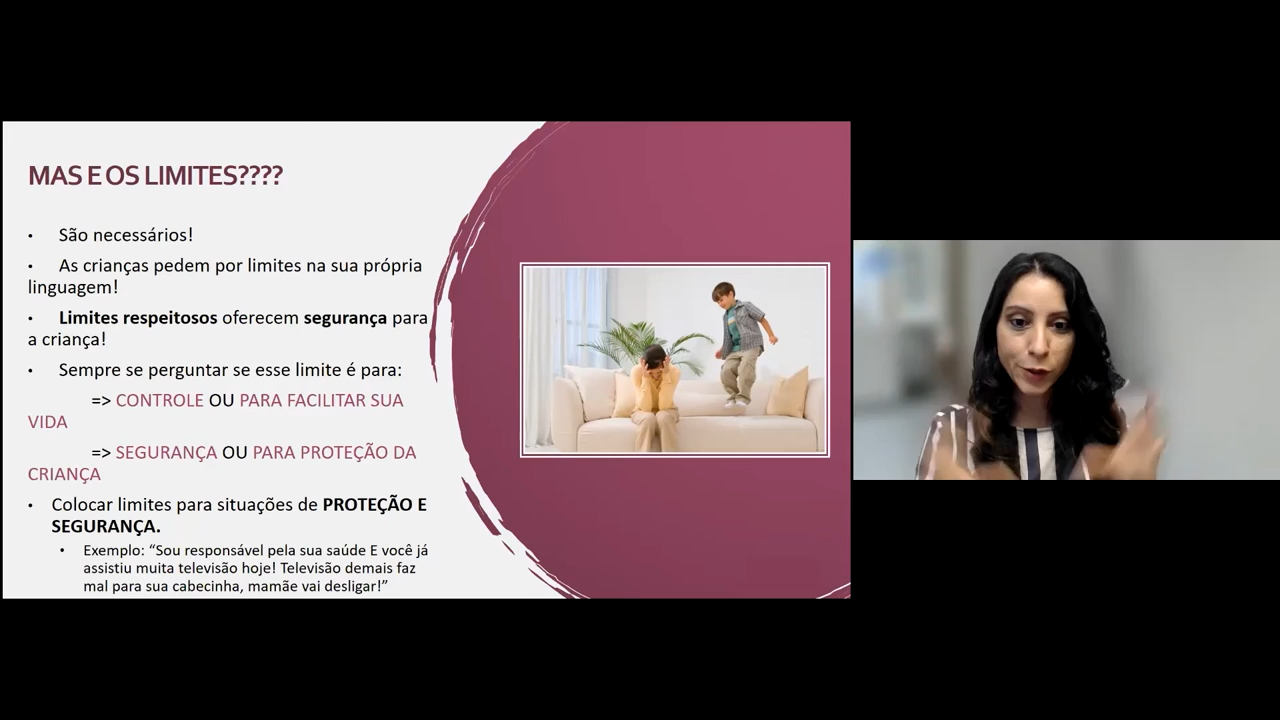 MAS E OS LIMITES????
• São necessários!
• As crianças pedem por limites na sua própria
linguagem!
• Limites respeitosos oferecem segurança para
a criança!
• Sempre se perguntar se esse limite é para:
=> CONTROLE OU PARA FACILITAR SUA
VIDA
=> SEGURANÇA OU PARA PROTEÇÃO DA
CRIANÇA
• Colocar limites para situações de PROTEÇÃO E
SEGURANÇA.
• Exemplo: “Sou responsável pela sua saúde E você já
assistiu muita televisão hoje! Televisão demais faz
mal para sua cabecinha, mamãe vai desligar!”